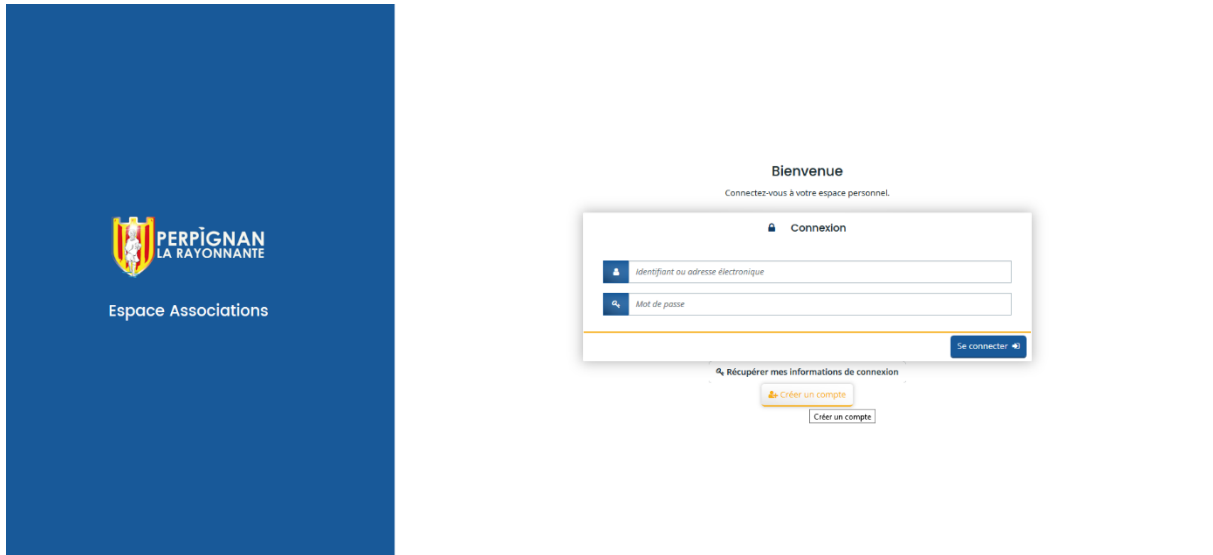 PERPIGNAN
LA RAYONNANTE
Espace Associations
Bienvenue
Connectez-vous à votre espace personnel.
Connexion
Identifiant ou adresse électronique
Mot de passe
Se connecter
Récupérer mes informations de connexion
Créer un compte
Créer un compte